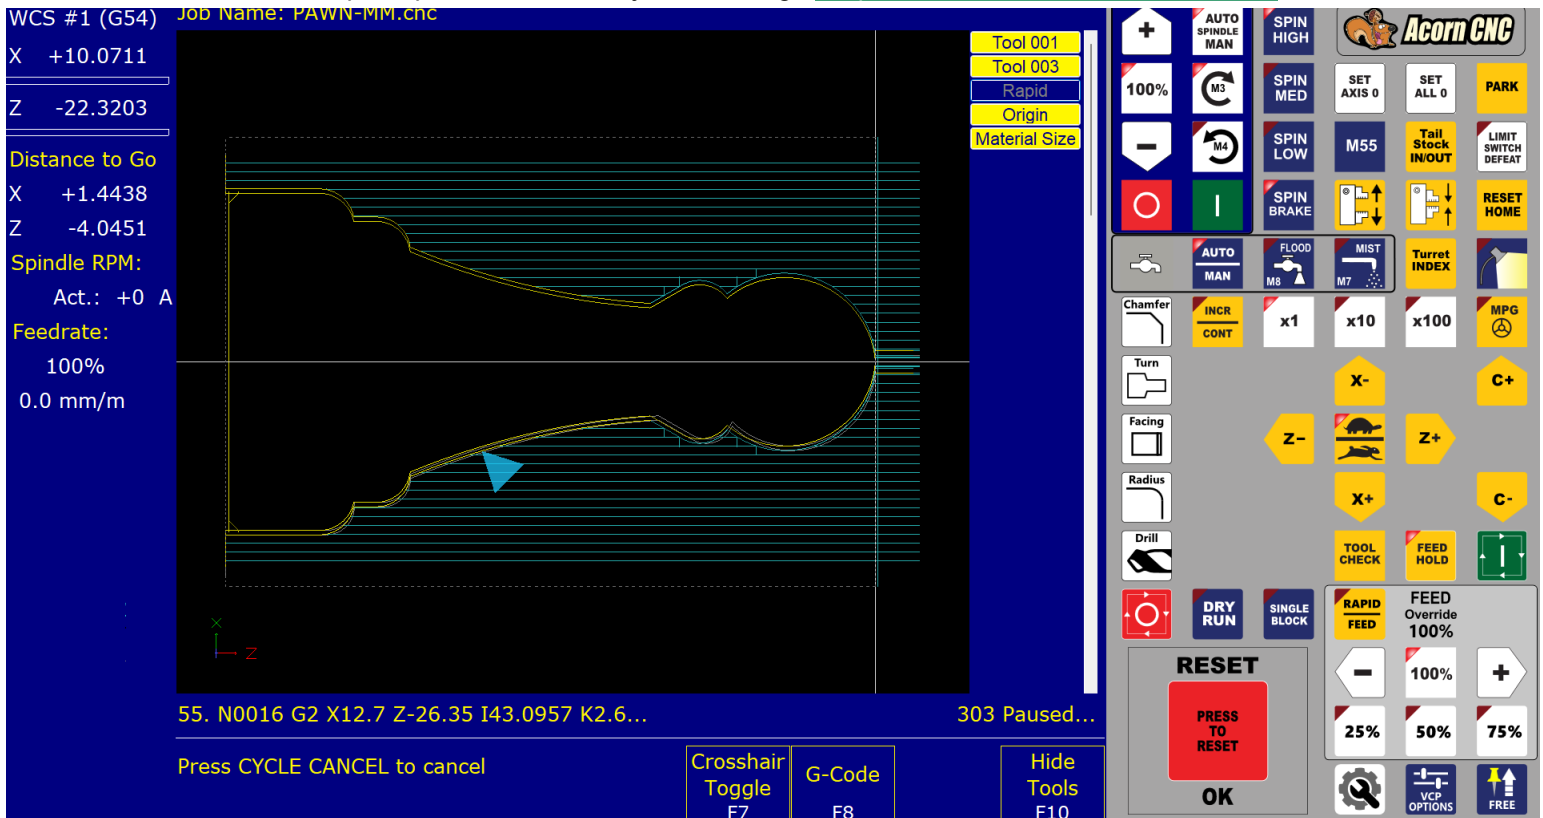 WCS #1 (G54)
X +10.0711
Z -22.3203
Distance to Go
X +1.4438
Z -4.0451
Spindle RPM:
Act.: +0 A
Feedrate:
100%
0.0 mm/m
Job Name: PAWN-MM.cnc
Tool 001
Tool 003
Rapid
Origin
Material Size
X
Z
55. N0016 G2 X12.7 Z-26.35 I43.0957 K2.6...
303 Paused...
Press CYCLE CANCEL to cancel
Crosshair
Toggle
F7
G-Code
F8
Hide
Tools
F10
+
AUTO
SPINDLE
MAN
SPIN
HIGH
Acorn CNC
100%
M3
SPIN
MED
SET
AXIS 0
SET
ALL 0
PARK
-
M4
SPIN
LOW
M55
Tail
Stock
IN/OUT
LIMIT
SWITCH
DEFEAT
SPIN
BRAKE
RESET
HOME
AUTO
MAN
FLOOD
M8
MIST
M7
Turret
INDEX
Chamfer
INCR
CONT
x1
x10
x100
MPG
Turn
X-
C+
Facing
Z-
Z+
Radius
X+
C-
Drill
TOOL
CHECK
FEED
HOLD
DRY
RUN
SINGLE
BLOCK
RAPID
FEED
FEED
Override
100%
RESET
PRESS
TO
RESET
OK
-
100%
+
25%
50%
75%
VCP
OPTIONS
FREE